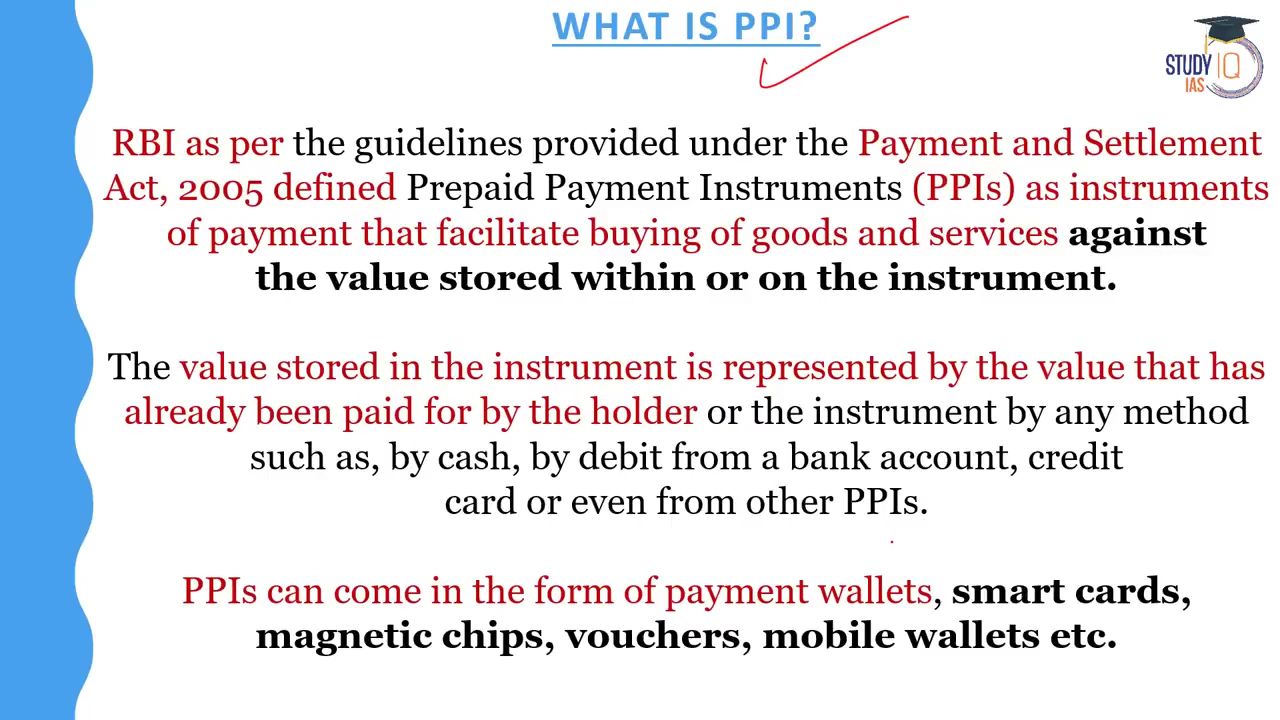 WHAT IS PPI?
STUDY IQ
IAS
RBI as per the guidelines provided under the Payment and Settlement
Act, 2005 defined Prepaid Payment Instruments (PPIs) as instruments
of payment that facilitate buying of goods and services against
the value stored within or on the instrument.
The value stored in the instrument is represented by the value that has
already been paid for by the holder or the instrument by any method
such as, by cash, by debit from a bank account, credit
card or even from other PPIs.
PPIs can come in the form of payment wallets, smart cards,
magnetic chips, vouchers, mobile wallets etc.